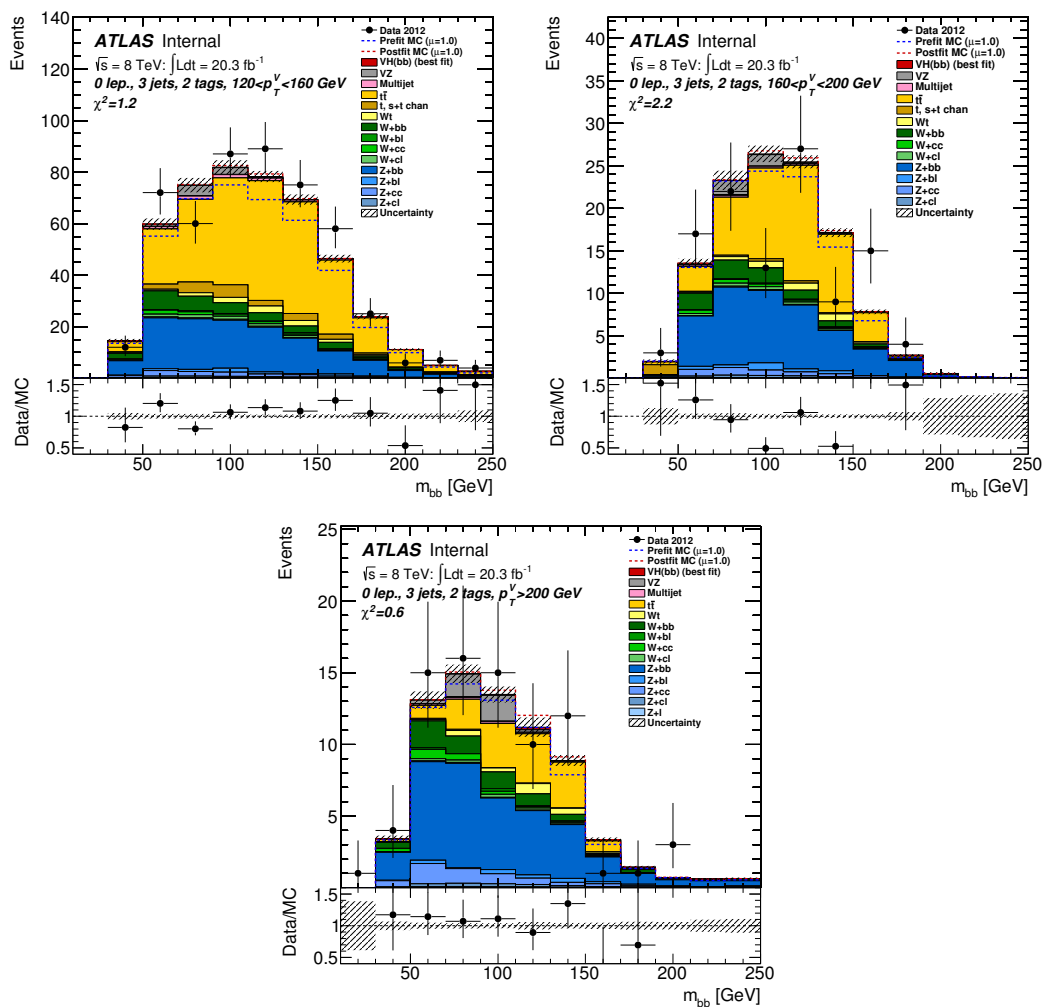 Events
140
120
100
80
60
40
20
ATLAS Internal
√s = 8 TeV: ∫Ldt = 20.3 fb⁻¹
0 lep., 3 jets, 2 tags, 120<p_T^V<160 GeV
χ²=1.2
Data 2012
Prefit MC (μ=1.0)
Postfit MC (μ=1.0)
VH(bb) (best fit)
VZ
Multijet
tt̄
t, s+t chan
Wt
W+bb
W+bl
W+cc
W+cl
Z+bb
Z+bl
Z+cc
Z+cl
Uncertainty
Data/MC
1.5
1
0.5
50 100 150 200 250
m_bb [GeV]
Events
40
35
30
25
20
15
10
5
ATLAS Internal
√s = 8 TeV: ∫Ldt = 20.3 fb⁻¹
0 lep., 3 jets, 2 tags, 160<p_T^V<200 GeV
χ²=2.2
Data 2012
Prefit MC (μ=1.0)
Postfit MC (μ=1.0)
VH(bb) (best fit)
VZ
Multijet
tt̄
t, s+t chan
Wt
W+bb
W+bl
W+cc
W+cl
Z+bb
Z+bl
Z+cc
Z+cl
Uncertainty
Data/MC
1.5
1
0.5
50 100 150 200 250
m_bb [GeV]
Events
25
20
15
10
5
ATLAS Internal
√s = 8 TeV: ∫Ldt = 20.3 fb⁻¹
0 lep., 3 jets, 2 tags, p_T^V>200 GeV
χ²=0.6
Data 2012
Prefit MC (μ=1.0)
Postfit MC (μ=1.0)
VH(bb) (best fit)
VZ
Multijet
tt̄
Wt
W+bb
W+bl
W+cc
W+cl
Z+bb
Z+bl
Z+cc
Z+cl
Z+l
Uncertainty
Data/MC
1.5
1
0.5
50 100 150 200 250
m_bb [GeV]